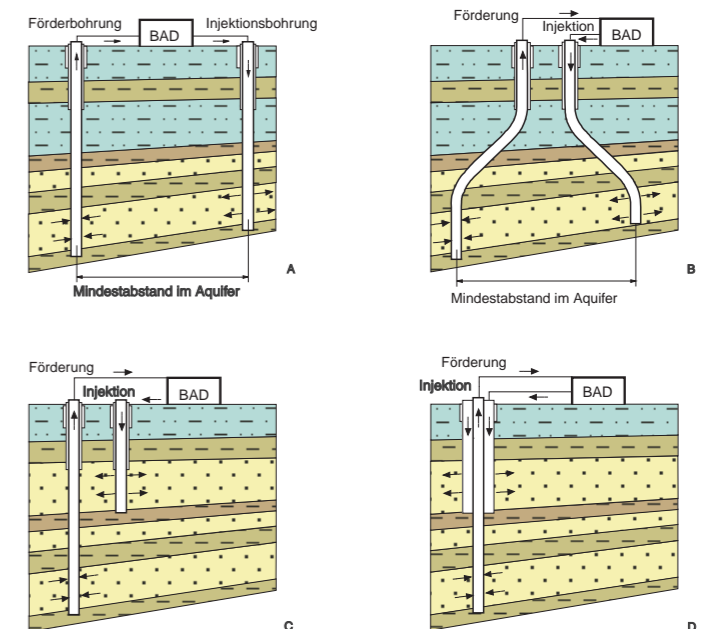 Förderbohrung
BAD
Injektionsbohrung
Mindestabstand im Aquifer
A
Förderung
Injektion
BAD
Mindestabstand im Aquifer
B
Förderung
Injektion
BAD
C
Förderung
Injektion
BAD
D